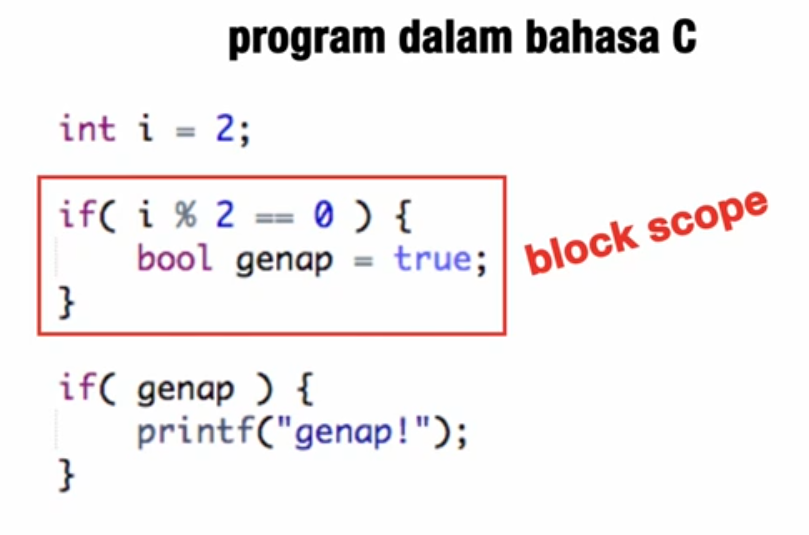 program dalam bahasa C
int i = 2;
if( i % 2 == 0 ) {
    bool genap = true;
}
block scope
if( genap ) {
    printf("genap!");
}